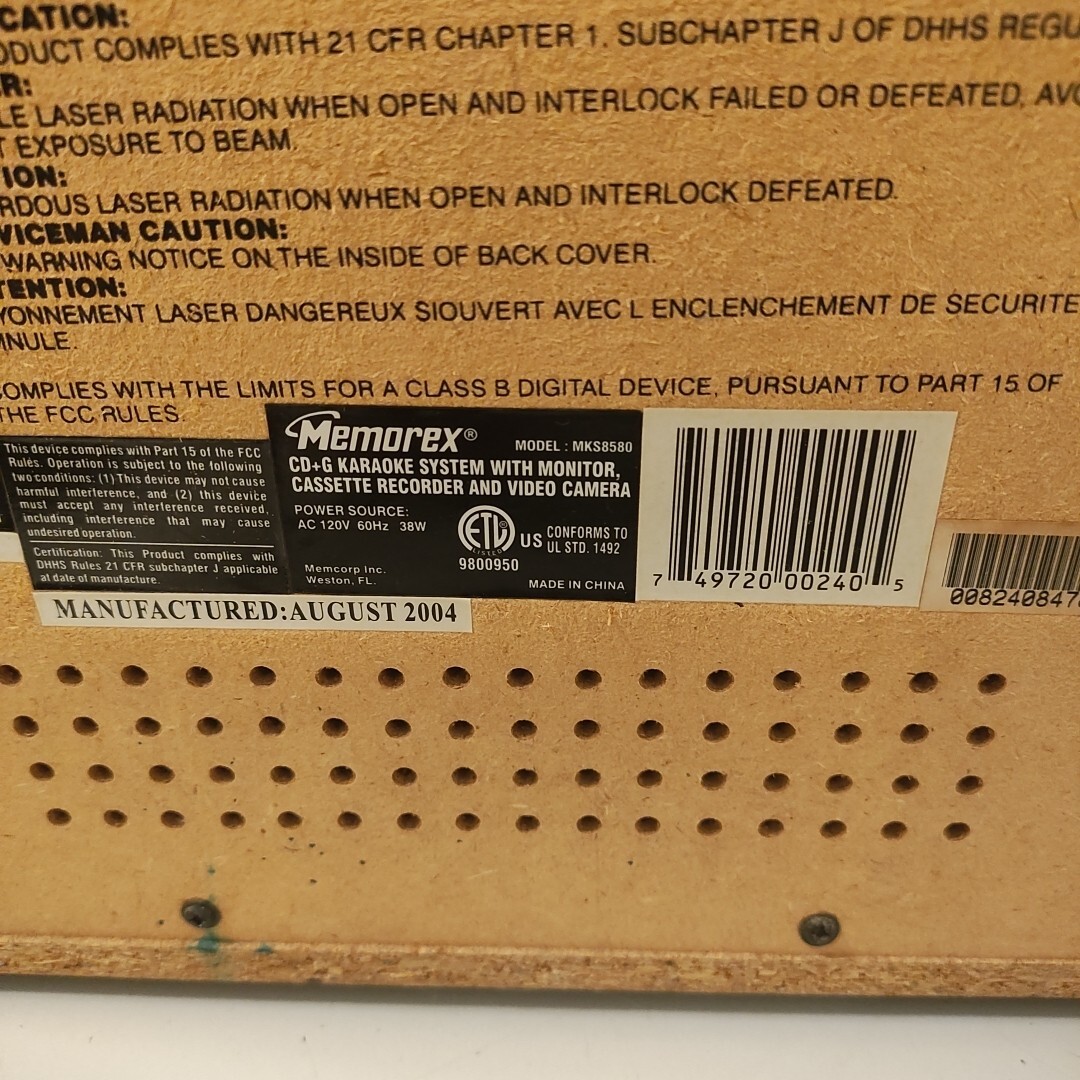 CATION:
ODUCT COMPLIES WITH 21 CFR CHAPTER 1. SUBCHAPTER J OF DHHS REGU
R:
LE LASER RADIATION WHEN OPEN AND INTERLOCK FAILED OR DEFEATED, AVO
T EXPOSURE TO BEAM.
ION:
RDOUS LASER RADIATION WHEN OPEN AND INTERLOCK DEFEATED.
VICEMAN CAUTION:
WARNING NOTICE ON THE INSIDE OF BACK COVER.
TENTION:
YONNEMENT LASER DANGEREUX SIOUVERT AVEC L ENCLENCHEMENT DE SECURITE
NNULE.
COMPLIES WITH THE LIMITS FOR A CLASS B DIGITAL DEVICE, PURSUANT TO PART 15 OF
THE FCC RULES.
This device complies with Part 15 of the FCC
Rules. Operation is subject to the following
two conditions: (1) This device may not cause
harmful interference, and (2) this device
must accept any interference received,
including interference that may cause
undesired operation.
Certification: This Product complies with
DHHS Rules 21 CFR subchapter J applicable
at date of manufacture.
Memorex® MODEL : MKS8580
CD+G KARAOKE SYSTEM WITH MONITOR,
CASSETTE RECORDER AND VIDEO CAMERA
POWER SOURCE:
AC 120V 60Hz 38W
ETL® US
LISTED
9800950
CONFORMS TO
UL STD. 1492
Memcorp Inc.
Weston, FL.
MADE IN CHINA
7 49720 00240 5
008240847
MANUFACTURED:AUGUST 2004